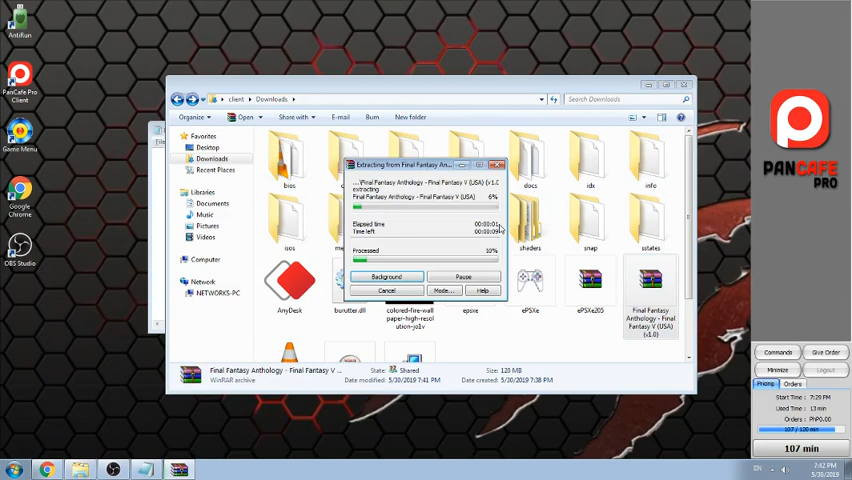 AntiRun
PanCafe Pro
Client
Game Menu
Google
Chrome
OBS Studio
client
Downloads
Search Downloads
Organize
Open
Share with
E-mail
Burn
New folder
Favorites
Desktop
Downloads
Recent Places
Libraries
Documents
Music
Pictures
Videos
Computer
Network
NETWORKS-PC
bios
docs
idx
info
isos
shaders
snap
sstates
AnyDesk
burutter.dll
colored-fire-wall
paper-high-resol
ution-jo1v
epsxe
ePSXe
ePSXe205
Final Fantasy
Anthology - Final
Fantasy V (USA)
(v1.0)
Extracting from Final Fantasy An...
...\Final Fantasy Anthology - Final Fantasy V (USA) (v1.0
extracting
Final Fantasy Anthology - Final Fantasy V (USA) 6%
Elapsed time 00:00:01
Time left 00:00:09
Processed 10%
Background
Pause
Cancel
Mode...
Help
Final Fantasy Anthology - Final Fantasy V ...
WinRAR archive
State: Shared
Date modified: 5/30/2019 7:41 PM
Size: 128 MB
Date created: 5/30/2019 7:38 PM
PANCAFE
PRO
Commands
Give Order
Minimize
Logout
Pricing
Orders
Start Time : 7:29 PM
Used Time : 13 min
Orders : PhP0.00
107 / 120 min
107 min
EN
7:42 PM
5/30/2019